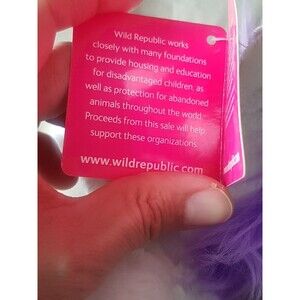 Wild Republic works
closely with many foundations
to provide housing and education
for disadvantaged children, as
well as protection for abandoned
animals throughout the world.
Proceeds from this sale will help
support these organizations.
www.wildrepublic.com